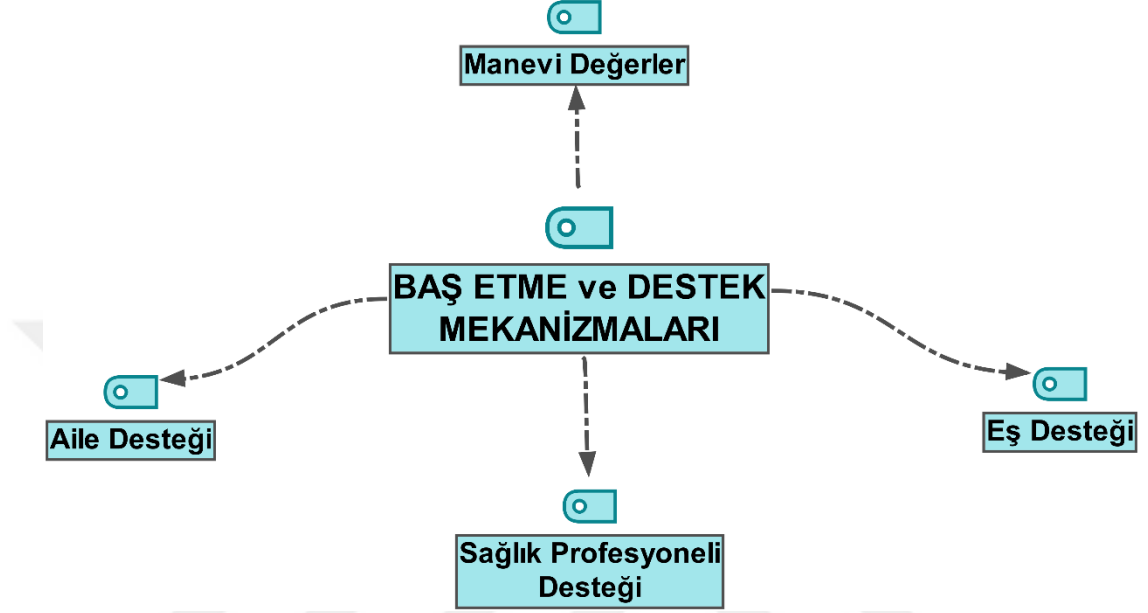 Manevi Değerler
BAŞ ETME ve DESTEK
MEKANİZMALARI
Aile Desteği
Eş Desteği
Sağlık Profesyoneli
Desteği